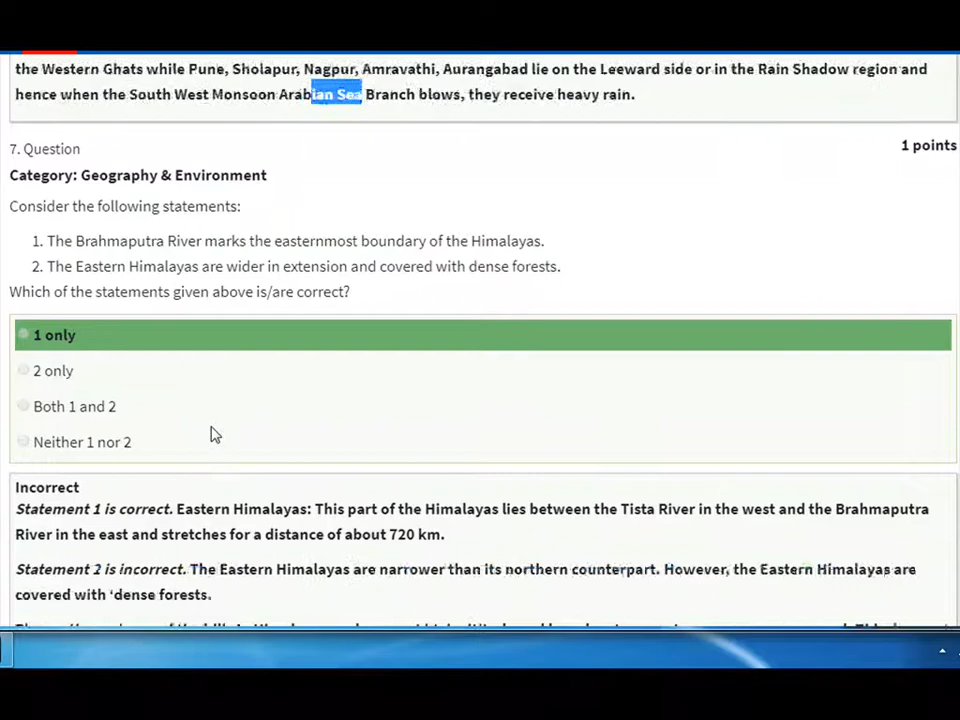 the Western Ghats while Pune, Sholapur, Nagpur, Amravathi, Aurangabad lie on the Leeward side or in the Rain Shadow region and
hence when the South West Monsoon Arabian Sea Branch blows, they receive heavy rain.
7. Question
1 points
Category: Geography & Environment
Consider the following statements:
1. The Brahmaputra River marks the easternmost boundary of the Himalayas.
2. The Eastern Himalayas are wider in extension and covered with dense forests.
Which of the statements given above is/are correct?
1 only
2 only
Both 1 and 2
Neither 1 nor 2
Incorrect
Statement 1 is correct. Eastern Himalayas: This part of the Himalayas lies between the Tista River in the west and the Brahmaputra
River in the east and stretches for a distance of about 720 km.
Statement 2 is incorrect. The Eastern Himalayas are narrower than its northern counterpart. However, the Eastern Himalayas are
covered with ‘dense forests.